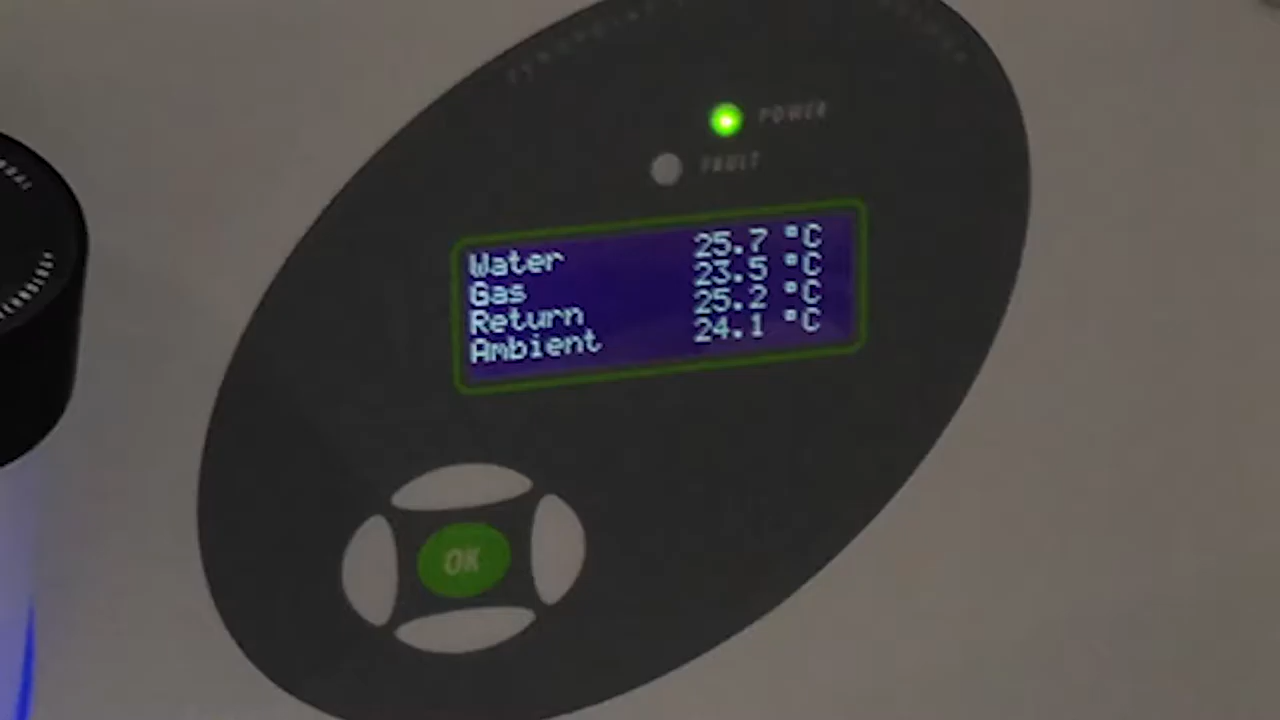 POWER
FAULT
Water 25.7 °C
Gas 23.5 °C
Return 25.2 °C
Ambient 24.1 °C
OK